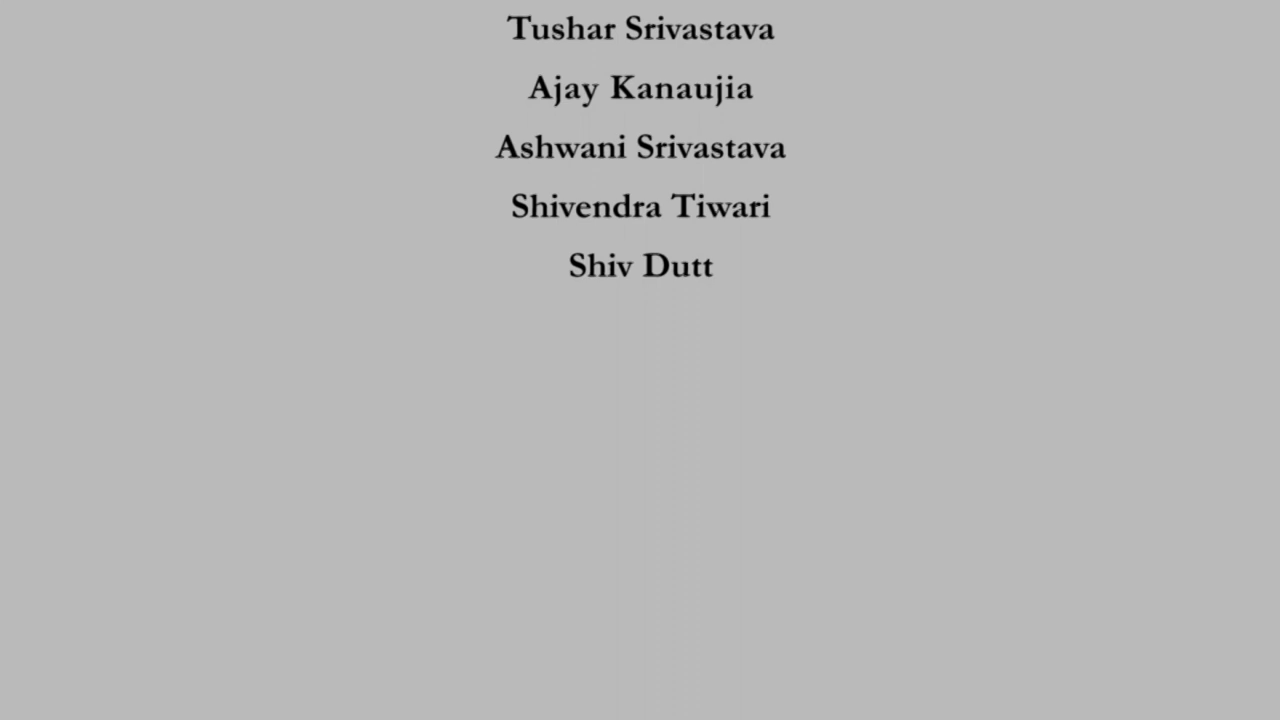 Tushar Srivastava
Ajay Kanaujia
Ashwani Srivastava
Shivendra Tiwari
Shiv Dutt